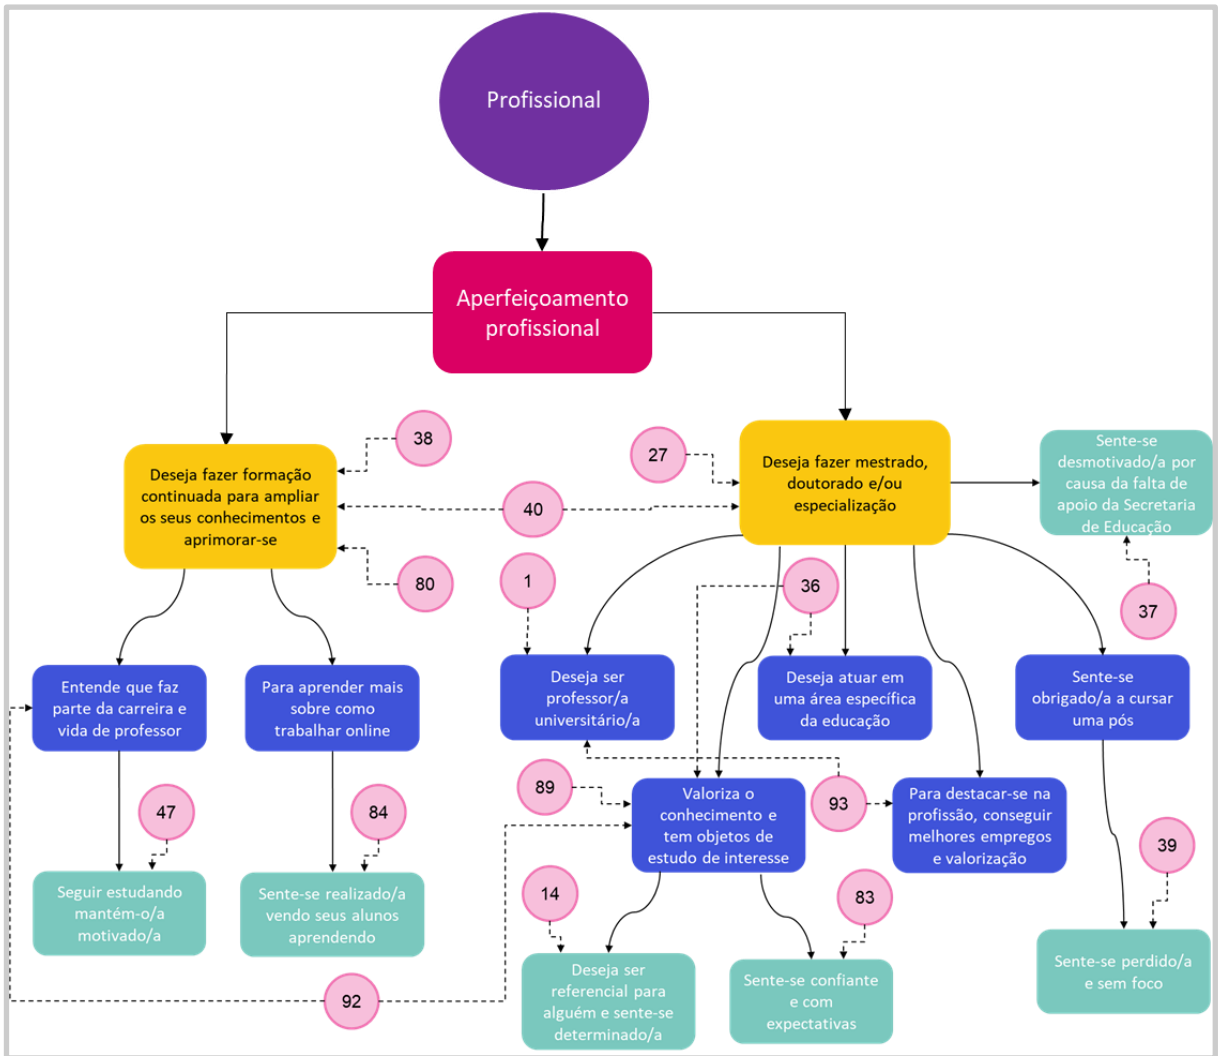 Profissional
Aperfeiçoamento
profissional
38
27
40
80
1
36
37
Deseja fazer formação
continuada para ampliar
os seus conhecimentos e
aprimorar-se
Deseja fazer mestrado,
doutorado e/ou
especialização
Sente-se
desmotivado/a por
causa da falta de
apoio da Secretaria
de Educação
Entende que faz
parte da carreira e
vida de professor
Para aprender mais
sobre como
trabalhar online
Deseja ser
professor/a
universitário/a
Deseja atuar em
uma área específica
da educação
Sente-se
obrigado/a a cursar
uma pós
47
84
89
93
39
Valoriza o
conhecimento e
tem objetos de
estudo de interesse
Para destacar-se na
profissão, conseguir
melhores empregos
e valorização
Seguir estudando
mantém-o/a
motivado/a
Sente-se realizado/a
vendo seus alunos
aprendendo
14
83
92
Deseja ser
referencial para
alguém e sente-se
determinado/a
Sente-se confiante
e com
expectativas
Sente-se perdido/a
e sem foco